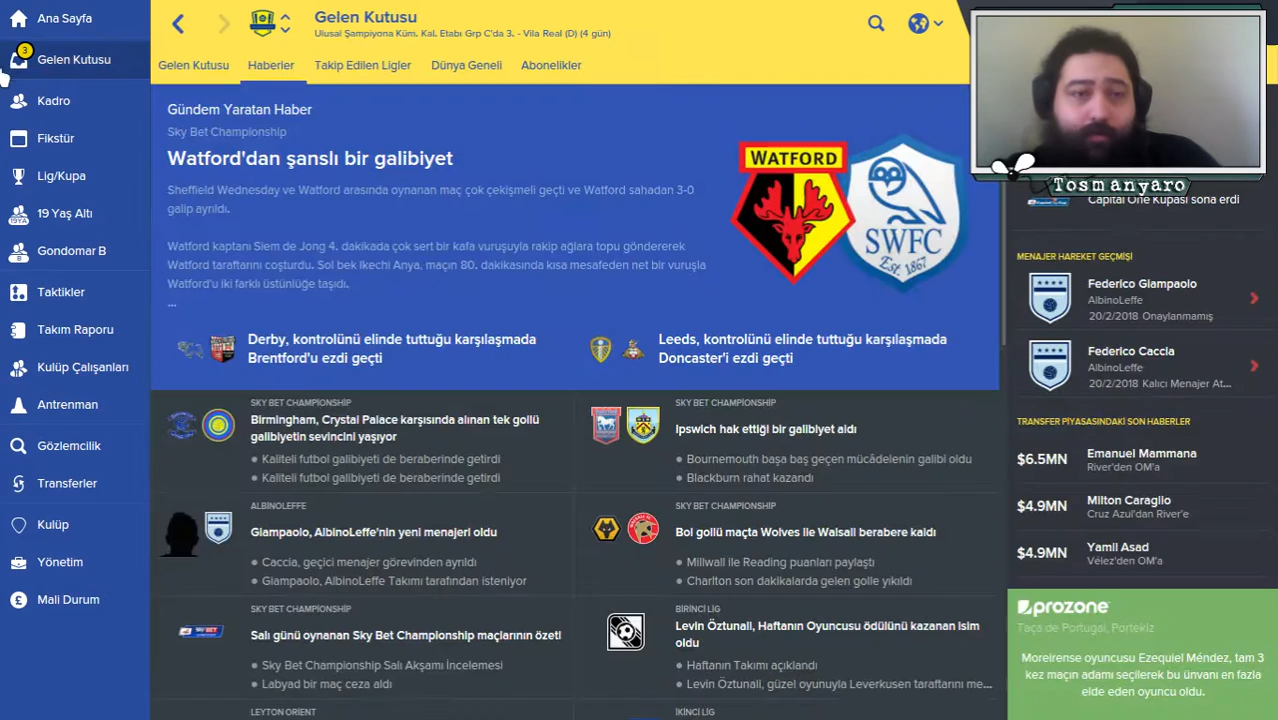 Ana Sayfa
3
Gelen Kutusu
Kadro
Fikstür
Lig/Kupa
19 Yaş Altı
Gondomar B
Taktikler
Takım Raporu
Kulüp Çalışanları
Antrenman
Gözlemcilik
Transferler
Kulüp
Yönetim
Mali Durum
Gelen Kutusu
Ulusal Şampiyona Küm. Kal. Etabı Grp C'da 3. - Vila Real (D) (4 gün)
Gelen Kutusu
Haberler
Takip Edilen Ligler
Dünya Geneli
Abonelikler
Gündem Yaratan Haber
Sky Bet Championship
Watford'dan şanslı bir galibiyet
Sheffield Wednesday ve Watford arasında oynanan maç çok çekişmeli geçti ve Watford sahadan 3-0
galip ayrıldı.
Watford kaptanı Siem de Jong 4. dakikada çok sert bir kafa vuruşuyla rakip ağlara topu göndererek
Watford taraftarını coşturdu. Sol bek Ikechi Anya, maçın 80. dakikasında kısa mesafeden net bir vuruşla
Watford'u iki farklı üstünlüğe taşıdı.
...
WATFORD
SWFC
Est. 1867
Derby, kontrolünü elinde tuttuğu karşılaşmada
Brentford'u ezdi geçti
Leeds, kontrolünü elinde tuttuğu karşılaşmada
Doncaster'i ezdi geçti
SKY BET CHAMPIONSHIP
Birmingham, Crystal Palace karşısında alınan tek gollü
galibiyetin sevincini yaşıyor
Kaliteli futbol galibiyeti de beraberinde getirdi
Kaliteli futbol galibiyeti de beraberinde getirdi
SKY BET CHAMPIONSHIP
Ipswich hak ettiği bir galibiyet aldı
Bournemouth başa baş geçen mücadelenin galibi oldu
Blackburn rahat kazandı
ALBINOLEFFE
Giampaolo, AlbinoLeffe'nin yeni menajeri oldu
Caccia, geçici menajer görevinden ayrıldı
Giampaolo, AlbinoLeffe Takımı tarafından isteniyor
SKY BET CHAMPIONSHIP
Bol gollü maçta Wolves ile Walsall berabere kaldı
Millwall ile Reading puanları paylaştı
Charlton son dakikalarda gelen golle yıkıldı
SKY BET CHAMPIONSHIP
Salı günü oynanan Sky Bet Championship maçlarının özeti
Sky Bet Championship Salı Akşamı İncelemesi
Labyad bir maç ceza aldı
BİRİNCİ LİG
Levin Öztunali, Haftanın Oyuncusu ödülünü kazanan isim
oldu
Haftanın Takımı açıklandı
Levin Öztunali, güzel oyunuyla Leverkusen taraftarını me...
LEYTON ORIENT
İKİNCİ LİG
Tosmanyaro
Capital One Kupası sona erdi
MENAJER HAREKET GEÇMİŞİ
Federico Giampaolo
AlbinoLeffe
20/2/2018 Onaylanmamış
Federico Caccia
AlbinoLeffe
20/2/2018 Kalıcı Menajer At...
TRANSFER PİYASASINDAKİ SON HABERLER
$6.5MN
Emanuel Mammana
River'den OM'a
$4.9MN
Milton Caraglio
Cruz Azul'dan River'e
$4.9MN
Yamil Asad
Vélez'den OM'a
prozone
Taça de Portugal, Portekiz
Moreirense oyuncusu Ezequiel Méndez, tam 3
kez maçın adamı seçilerek bu ünvanı en fazla
elde eden oyuncu oldu.